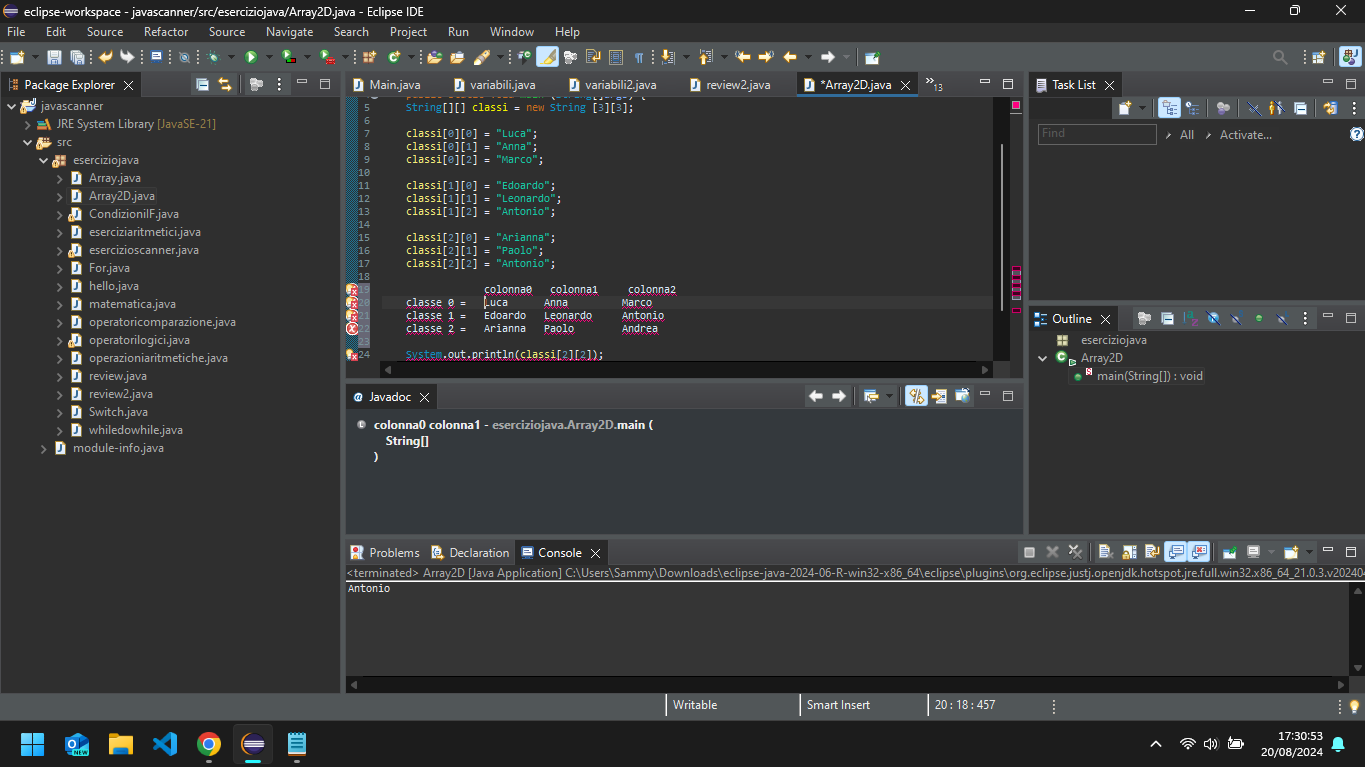 eclipse-workspace - javascanner/src/eserciziojava/Array2D.java - Eclipse IDE
File Edit Source Refactor Source Navigate Search Project Run Window Help
Package Explorer
javascanner
JRE System Library [JavaSE-21]
src
eserciziojava
Array.java
Array2D.java
CondizioniIF.java
eserciziaritmetici.java
esercizioscanner.java
For.java
hello.java
matematica.java
operatoricomparazione.java
operatorilogici.java
operazioniaritmetiche.java
review.java
review2.java
Switch.java
whiledowhile.java
module-info.java
Main.java variabili.java variabili2.java review2.java *Array2D.java »13
5 String[][] classi = new String [3][3];
6
7 classi[0][0] = "Luca";
8 classi[0][1] = "Anna";
9 classi[0][2] = "Marco";
10
11 classi[1][0] = "Edoardo";
12 classi[1][1] = "Leonardo";
13 classi[1][2] = "Antonio";
14
15 classi[2][0] = "Arianna";
16 classi[2][1] = "Paolo";
17 classi[2][2] = "Antonio";
18
19 colonna0 colonna1 colonna2
20 classe 0 = Luca Anna Marco
21 classe 1 = Edoardo Leonardo Antonio
22 classe 2 = Arianna Paolo Andrea
23
24 System.out.println(classi[2][2]);
Javadoc
colonna0 colonna1 - eserciziojava.Array2D.main (
String[]
)
Task List
Find All Activate...
Outline
eserciziojava
Array2D
main(String[]) : void
Problems Declaration Console
<terminated> Array2D [Java Application] C:\Users\Sammy\Downloads\eclipse-java-2024-06-R-win32-x86_64\eclipse\plugins\org.eclipse.justj.openjdk.hotspot.jre.full.win32.x86_64_21.0.3.v202404
Antonio
Writable Smart Insert 20 : 18 : 457
NEW
17:30:53
20/08/2024